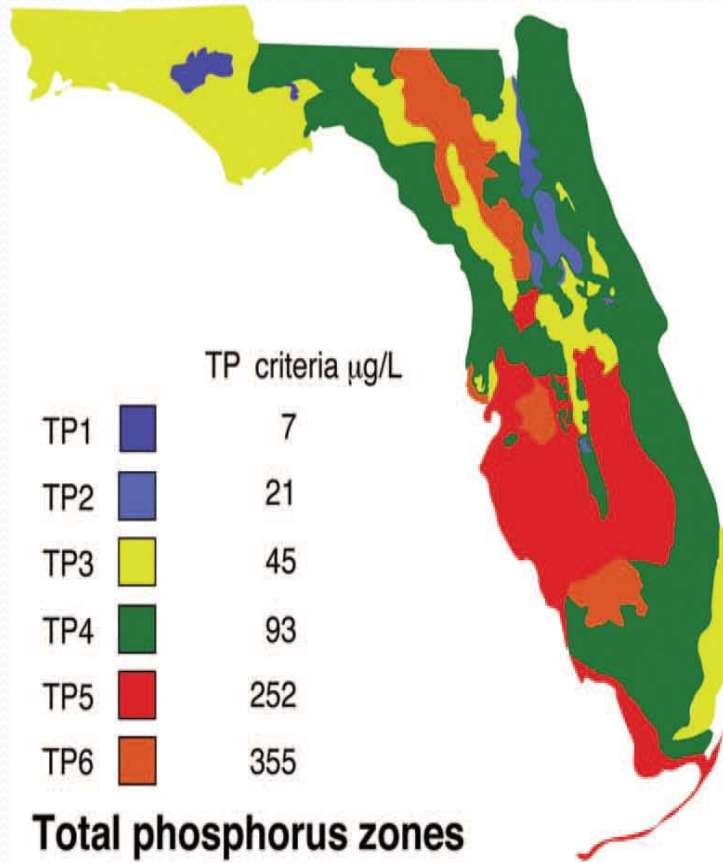 TP criteria µg/L
TP1 7
TP2 21
TP3 45
TP4 93
TP5 252
TP6 355
Total phosphorus zones